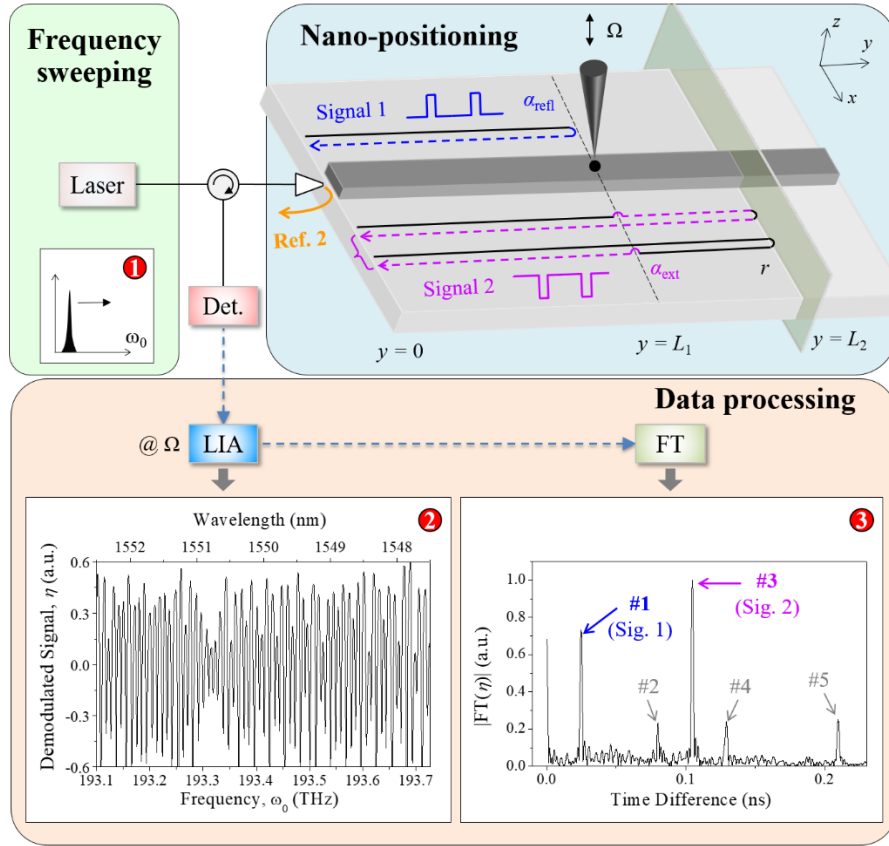 Frequency
sweeping
Nano-positioning
Ω
z
y
x
Signal 1
α_refl
Laser
Ref. 2
Signal 2
α_ext
r
1
ω₀
Det.
y = 0
y = L₁
y = L₂
Data processing
@ Ω
LIA
FT
2
Wavelength (nm)
1552 1551 1550 1549 1548
Demodulated Signal, η (a.u.)
0.6
0.3
0.0
-0.3
-0.6
193.1 193.2 193.3 193.4 193.5 193.6 193.7
Frequency, ω₀ (THz)
3
|FT(η)| (a.u.)
1.0
0.8
0.6
0.4
0.2
0.0
#1
(Sig. 1)
#3
(Sig. 2)
#2
#4
#5
0.0 0.1 0.2
Time Difference (ns)